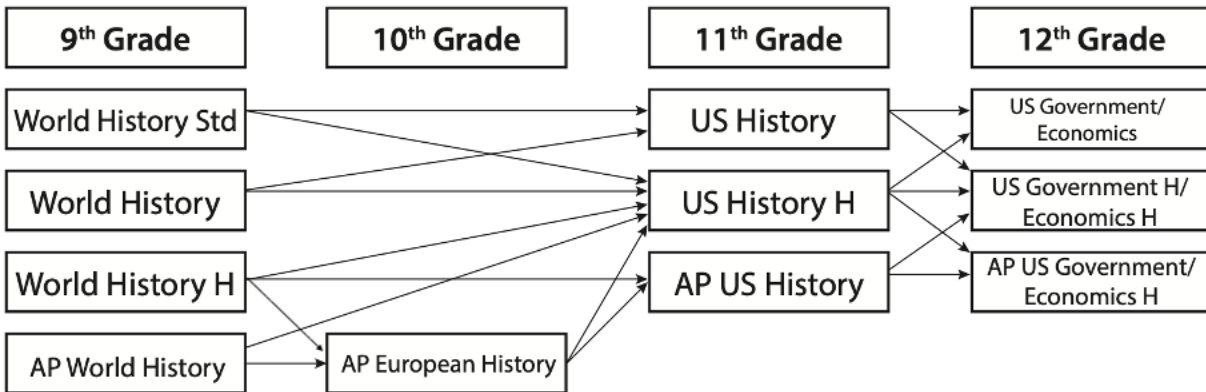 9th Grade
10th Grade
11th Grade
12th Grade
World History Std
US History
US Government/
Economics
World History
US History H
US Government H/
Economics H
World History H
AP US History
AP US Government/
Economics H
AP World History
AP European History